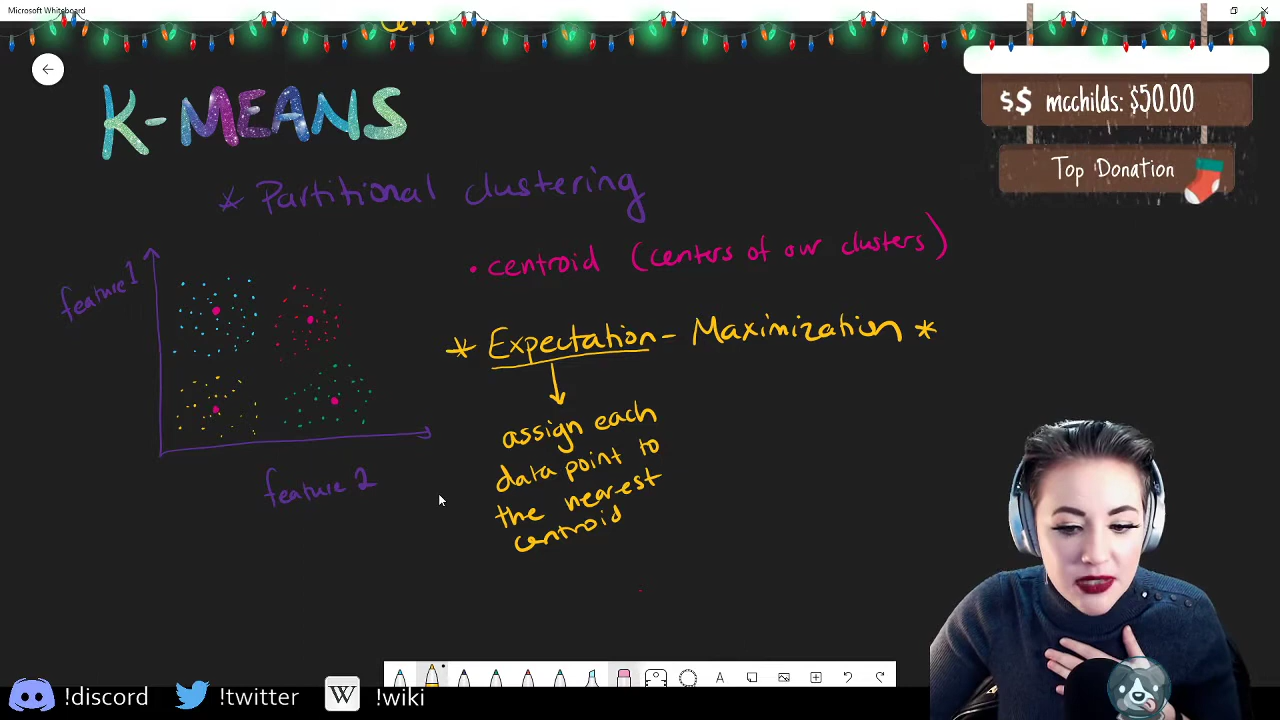 Microsoft Whiteboard
K-MEANS
$$ mcchilds: $50.00
Top Donation
* Partitional clustering
• centroid (centers of our clusters)
feature 1
feature 2
* Expectation - Maximization *
assign each
data point to
the nearest
centroid
!discord
!twitter
W !wiki